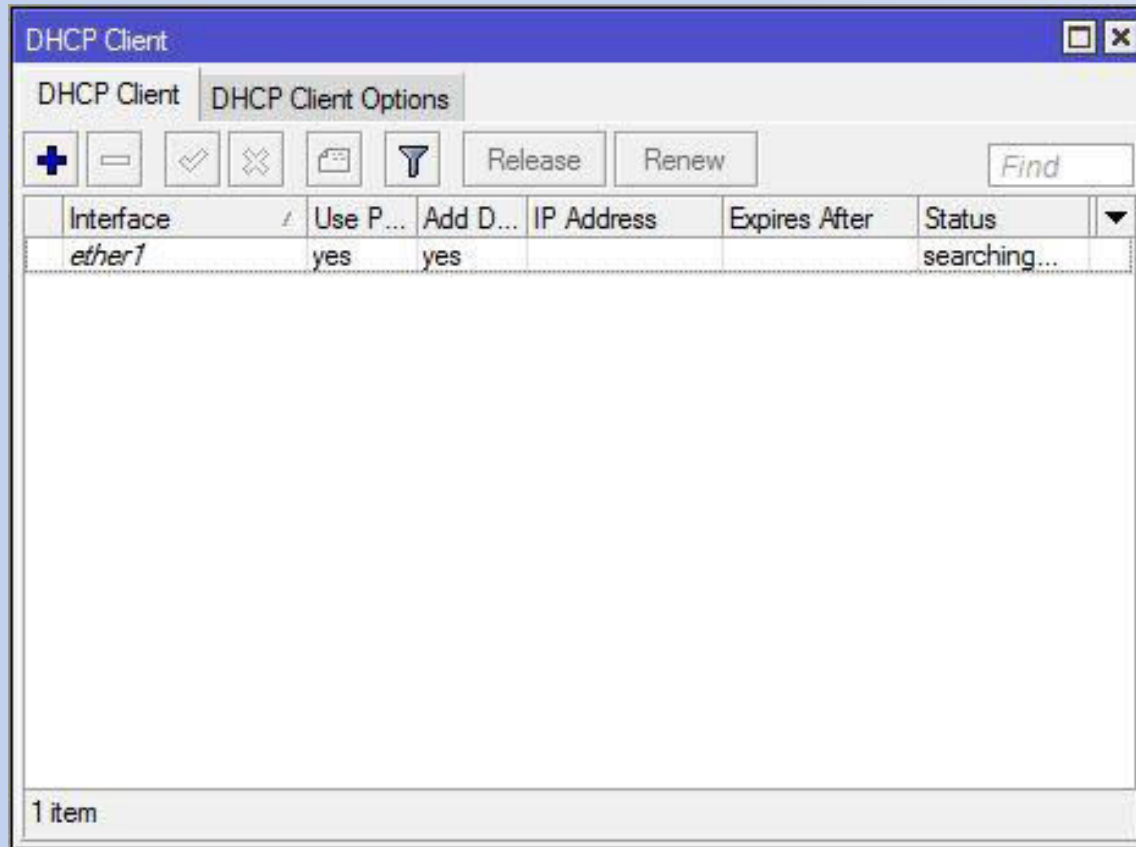 DHCP Client
DHCP Client DHCP Client Options
Release Renew Find
Interface Use P... Add D... IP Address Expires After Status
ether1 yes yes searching...
1 item